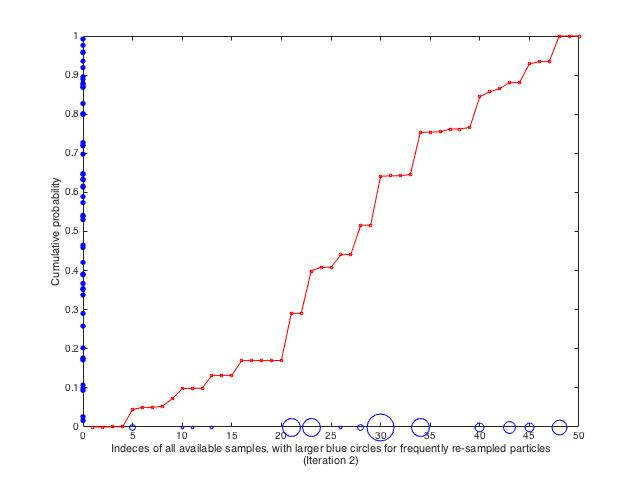 1
0.9
0.8
0.7
0.6
0.5
0.4
0.3
0.2
0.1
0
Cumulative probability
0 5 10 15 20 25 30 35 40 45 50
Indeces of all available samples, with larger blue circles for frequently re-sampled particles
(Iteration 2)